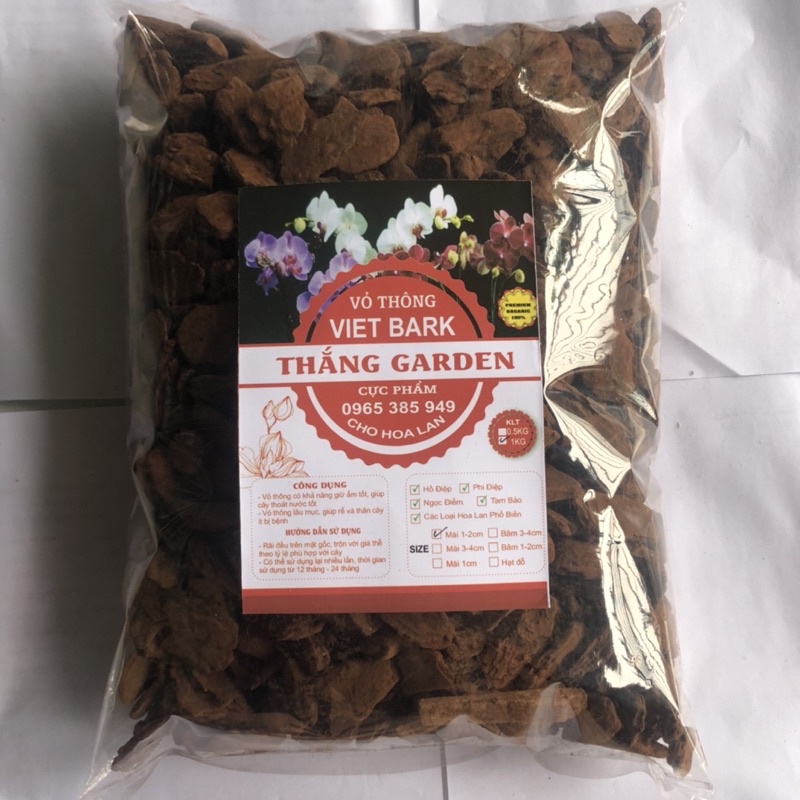 VỎ THÔNG
VIET BARK
PREMIUM
ORGANIC
100%
THẮNG GARDEN
CỰC PHẨM
0965 385 949
CHO HOA LAN
KLT
0.5KG
1KG
CÔNG DỤNG
- Vỏ thông có khả năng giữ ẩm tốt, giúp
cây thoát nước tốt
- Vỏ thông lâu mục, giúp rễ và thân cây
ít bị bệnh
HƯỚNG DẪN SỬ DỤNG
- Rải đều trên mặt gốc, trộn với giá thể
theo tỷ lệ phù hợp với cây
- Có thể sử dụng lại nhiều lần, thời gian
sử dụng từ 12 tháng - 24 tháng
Hồ Điệp Phi Điệp
Ngọc Điểm Tam Bảo
Các Loại Hoa Lan Phổ Biến
SIZE
Mài 1-2cm Băm 3-4cm
Mài 3-4cm Băm 1-2cm
Mài 1cm Hạt đỗ